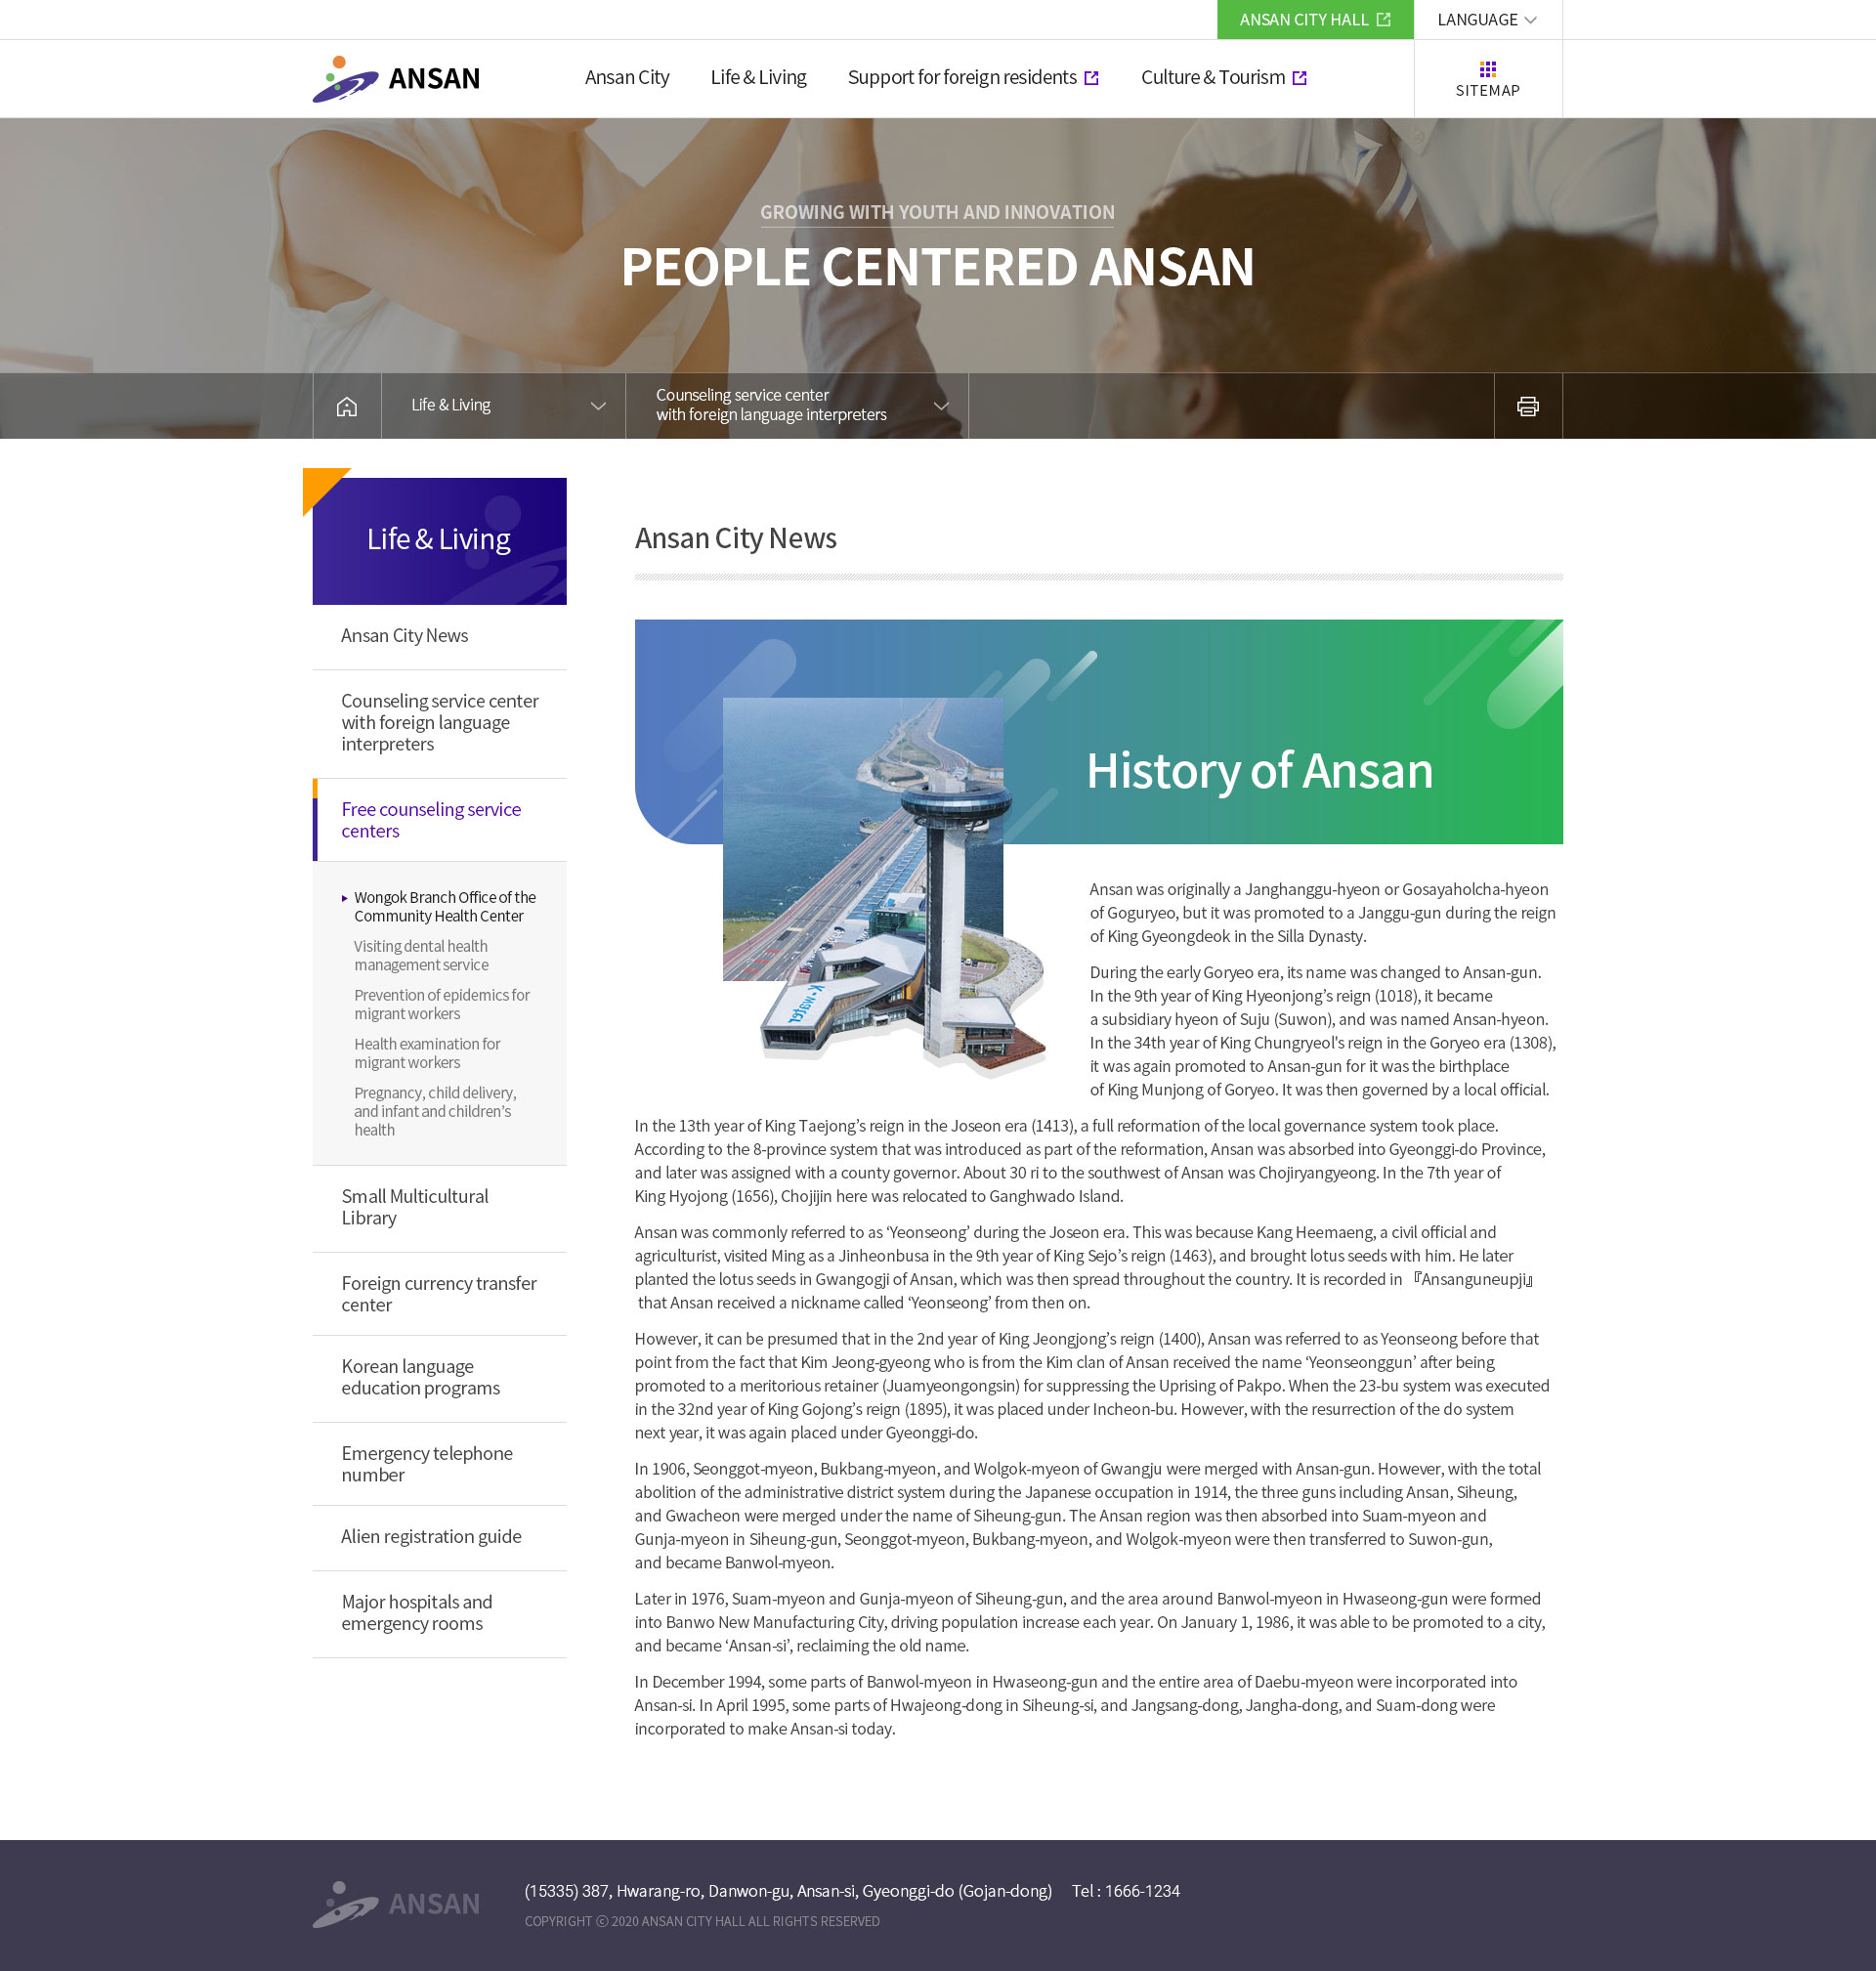 ANSAN CITY HALL
LANGUAGE
ANSAN
Ansan City
Life & Living
Support for foreign residents
Culture & Tourism
SITEMAP
GROWING WITH YOUTH AND INNOVATION
PEOPLE CENTERED ANSAN
Life & Living
Counseling service center
with foreign language interpreters
Life & Living
Ansan City News
Counseling service center
with foreign language
interpreters
Free counseling service
centers
Wongok Branch Office of the
Community Health Center
Visiting dental health
management service
Prevention of epidemics for
migrant workers
Health examination for
migrant workers
Pregnancy, child delivery,
and infant and children’s
health
Small Multicultural
Library
Foreign currency transfer
center
Korean language
education programs
Emergency telephone
number
Alien registration guide
Major hospitals and
emergency rooms
Ansan City News
History of Ansan
K-water
Ansan was originally a Janghanggu-hyeon or Gosayaholcha-hyeon
of Goguryeo, but it was promoted to a Janggu-gun during the reign
of King Gyeongdeok in the Silla Dynasty.
During the early Goryeo era, its name was changed to Ansan-gun.
In the 9th year of King Hyeonjong’s reign (1018), it became
a subsidiary hyeon of Suju (Suwon), and was named Ansan-hyeon.
In the 34th year of King Chungryeol's reign in the Goryeo era (1308),
it was again promoted to Ansan-gun for it was the birthplace
of King Munjong of Goryeo. It was then governed by a local official.
In the 13th year of King Taejong’s reign in the Joseon era (1413), a full reformation of the local governance system took place.
According to the 8-province system that was introduced as part of the reformation, Ansan was absorbed into Gyeonggi-do Province,
and later was assigned with a county governor. About 30 ri to the southwest of Ansan was Chojiryangyeong. In the 7th year of
King Hyojong (1656), Chojijin here was relocated to Ganghwado Island.
Ansan was commonly referred to as ‘Yeonseong’ during the Joseon era. This was because Kang Heemaeng, a civil official and
agriculturist, visited Ming as a Jinheonbusa in the 9th year of King Sejo’s reign (1463), and brought lotus seeds with him. He later
planted the lotus seeds in Gwangogji of Ansan, which was then spread throughout the country. It is recorded in 『Ansanguneupji』
that Ansan received a nickname called ‘Yeonseong’ from then on.
However, it can be presumed that in the 2nd year of King Jeongjong’s reign (1400), Ansan was referred to as Yeonseong before that
point from the fact that Kim Jeong-gyeong who is from the Kim clan of Ansan received the name ‘Yeonseonggun’ after being
promoted to a meritorious retainer (Juamyeongongsin) for suppressing the Uprising of Pakpo. When the 23-bu system was executed
in the 32nd year of King Gojong’s reign (1895), it was placed under Incheon-bu. However, with the resurrection of the do system
next year, it was again placed under Gyeonggi-do.
In 1906, Seonggot-myeon, Bukbang-myeon, and Wolgok-myeon of Gwangju were merged with Ansan-gun. However, with the total
abolition of the administrative district system during the Japanese occupation in 1914, the three guns including Ansan, Siheung,
and Gwacheon were merged under the name of Siheung-gun. The Ansan region was then absorbed into Suam-myeon and
Gunja-myeon in Siheung-gun, Seonggot-myeon, Bukbang-myeon, and Wolgok-myeon were then transferred to Suwon-gun,
and became Banwol-myeon.
Later in 1976, Suam-myeon and Gunja-myeon of Siheung-gun, and the area around Banwol-myeon in Hwaseong-gun were formed
into Banwo New Manufacturing City, driving population increase each year. On January 1, 1986, it was able to be promoted to a city,
and became ‘Ansan-si’, reclaiming the old name.
In December 1994, some parts of Banwol-myeon in Hwaseong-gun and the entire area of Daebu-myeon were incorporated into
Ansan-si. In April 1995, some parts of Hwajeong-dong in Siheung-si, and Jangsang-dong, Jangha-dong, and Suam-dong were
incorporated to make Ansan-si today.
ANSAN
(15335) 387, Hwarang-ro, Danwon-gu, Ansan-si, Gyeonggi-do (Gojan-dong) Tel : 1666-1234
COPYRIGHT ⓒ 2020 ANSAN CITY HALL ALL RIGHTS RESERVED